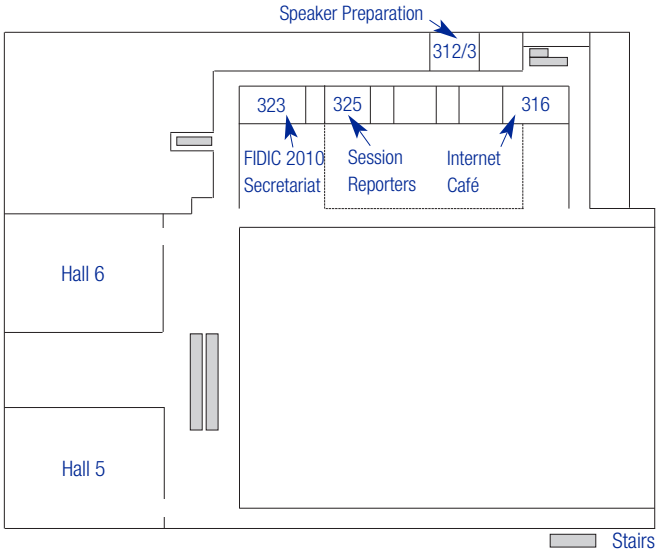 Speaker Preparation
312/3
323
325
316
FIDIC 2010
Secretariat
Session
Reporters
Internet
Café
Hall 6
Hall 5
Stairs